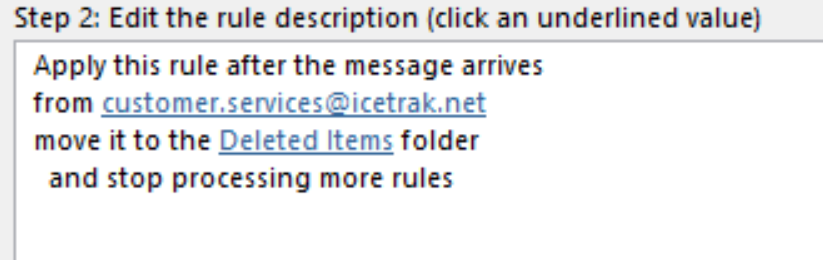 Step 2: Edit the rule description (click an underlined value)
Apply this rule after the message arrives
from customer.services@icetrak.net
move it to the Deleted Items folder
and stop processing more rules